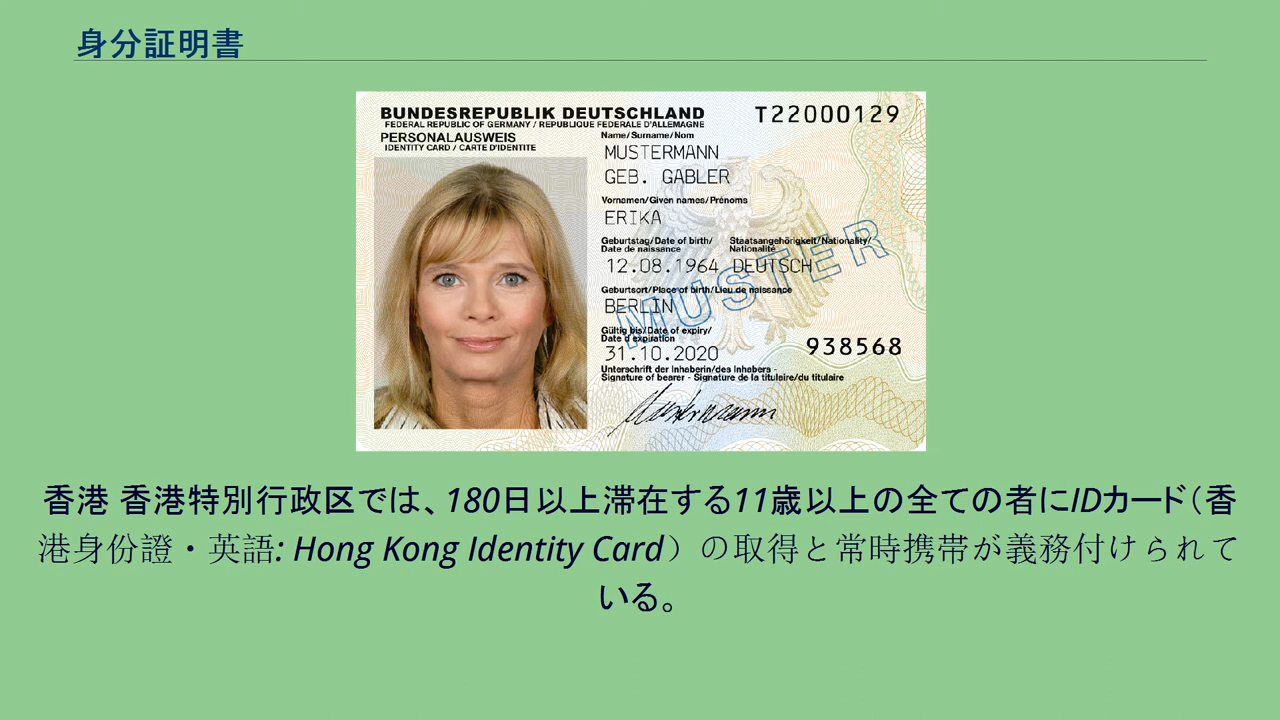 身分証明書
BUNDESREPUBLIK DEUTSCHLAND
FEDERAL REPUBLIC OF GERMANY / REPUBLIQUE FEDERALE D'ALLEMAGNE
PERSONALAUSWEIS
IDENTITY CARD / CARTE D'IDENTITE
T22000129
Name/Surname/Nom
MUSTERMANN
GEB. GABLER
Vornamen/Given names/Prénoms
ERIKA
Geburtstag/Date of birth/
Date de naissance
12.08.1964
Staatsangehörigkeit/Nationality/
Nationalité
DEUTSCH
Geburtsort/Place of birth/Lieu de naissance
BERLIN
MUSTER
Gültig bis/Date of expiry/
Date d'expiration
31.10.2020
938568
Unterschrift der Inhaberin/des Inhabers -
Signature of bearer - Signature de la titulaire/du titulaire
Mustermann
香港 香港特別行政区では、180日以上滞在する11歳以上の全ての者にIDカード（香
港身份證・英語: Hong Kong Identity Card）の取得と常時携帯が義務付けられて
いる。